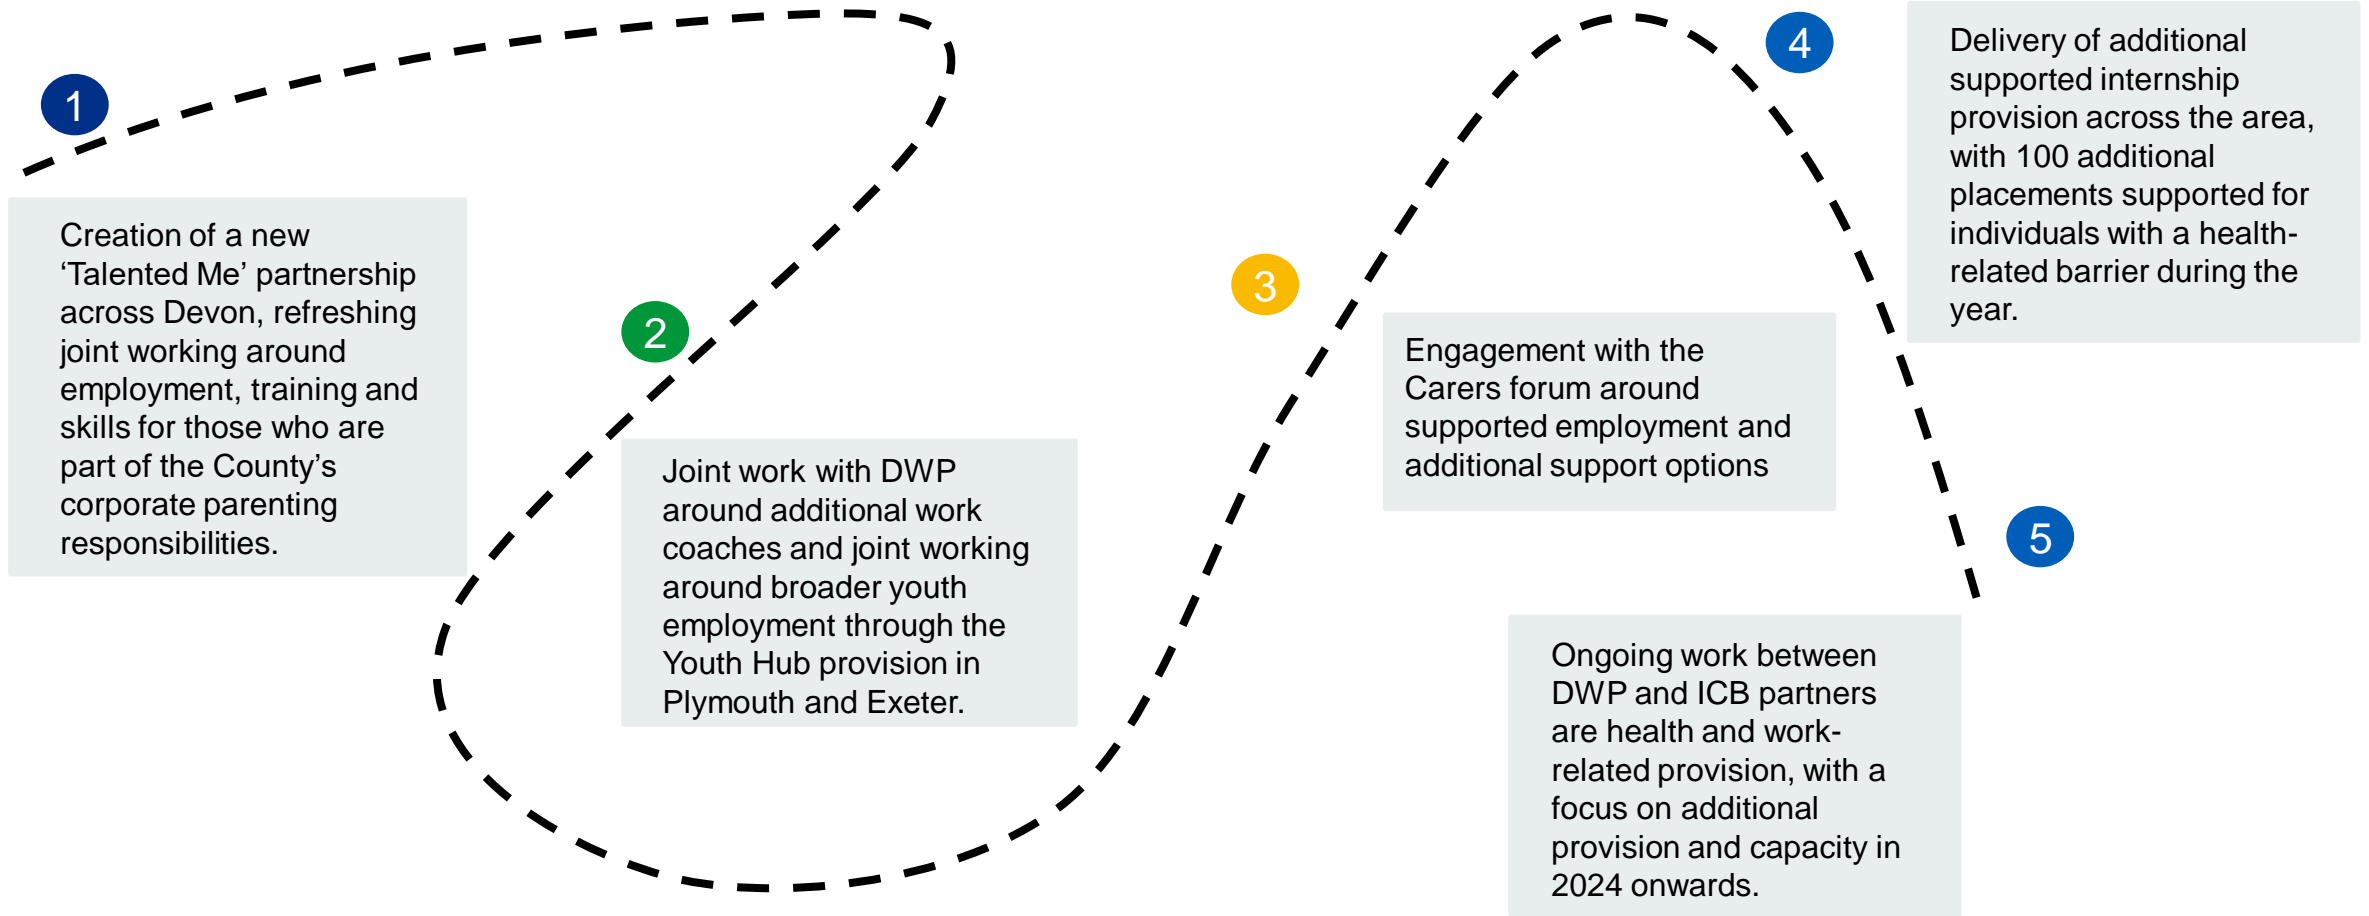 1
Creation of a new
‘Talented Me’ partnership
across Devon, refreshing
joint working around
employment, training and
skills for those who are
part of the County’s
corporate parenting
responsibilities.
2
Joint work with DWP
around additional work
coaches and joint working
around broader youth
employment through the
Youth Hub provision in
Plymouth and Exeter.
3
Engagement with the
Carers forum around
supported employment and
additional support options
4
Delivery of additional
supported internship
provision across the area,
with 100 additional
placements supported for
individuals with a health-
related barrier during the
year.
5
Ongoing work between
DWP and ICB partners
are health and work-
related provision, with a
focus on additional
provision and capacity in
2024 onwards.